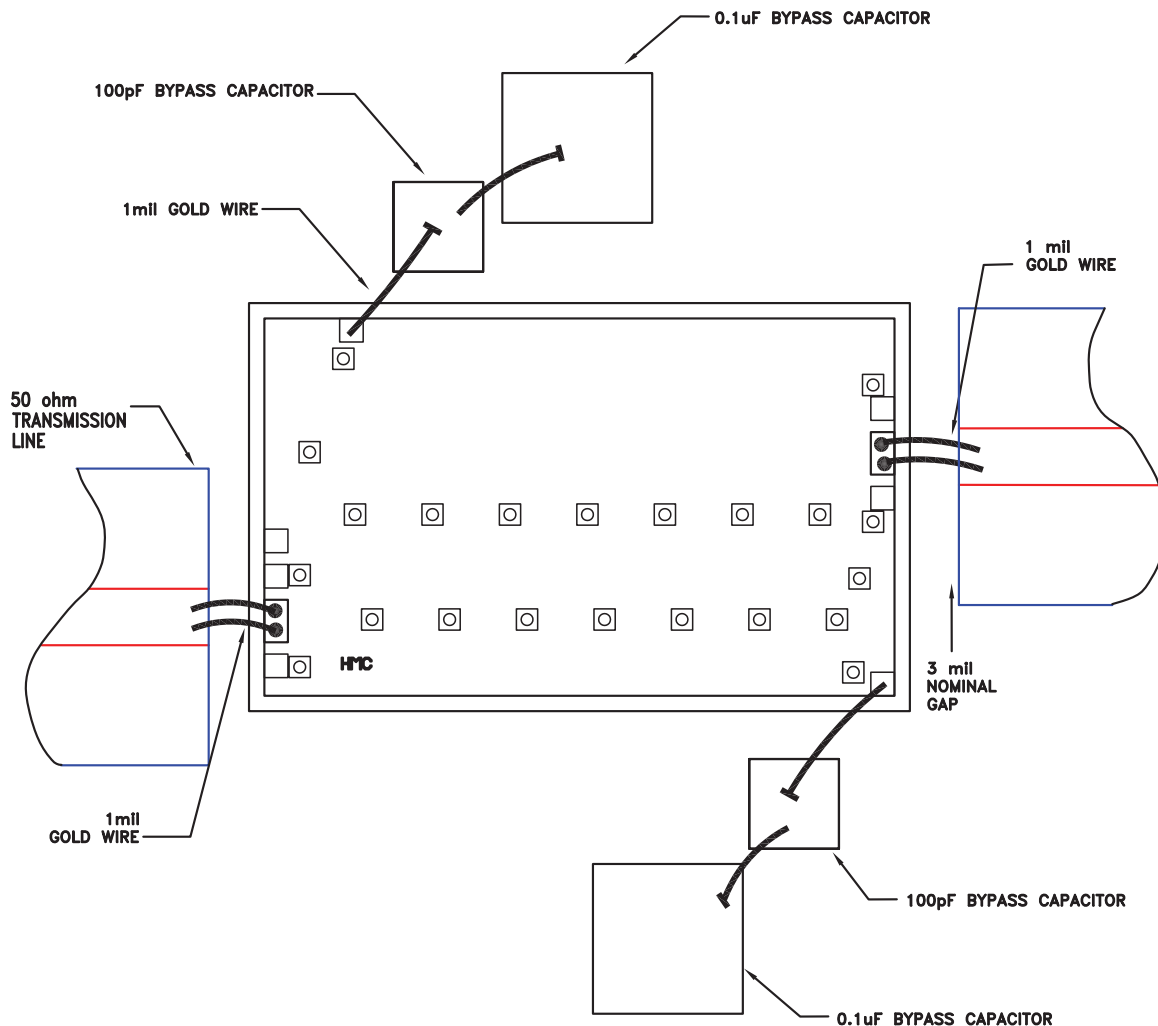 0.1uF BYPASS CAPACITOR
100pF BYPASS CAPACITOR
1mil GOLD WIRE
1 mil
GOLD WIRE
50 ohm
TRANSMISSION
LINE
HMC
3 mil
NOMINAL
GAP
1mil
GOLD WIRE
100pF BYPASS CAPACITOR
0.1uF BYPASS CAPACITOR